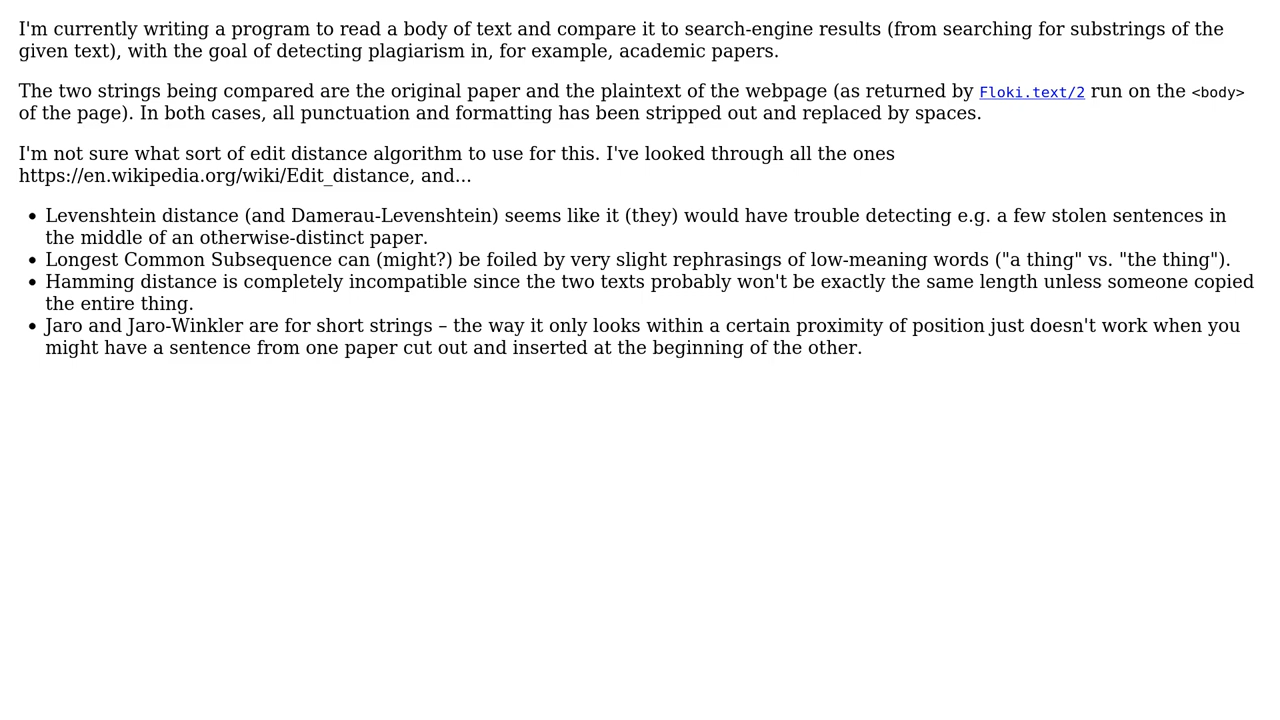 I'm currently writing a program to read a body of text and compare it to search-engine results (from searching for substrings of the
given text), with the goal of detecting plagiarism in, for example, academic papers.
The two strings being compared are the original paper and the plaintext of the webpage (as returned by Floki.text/2 run on the <body>
of the page). In both cases, all punctuation and formatting has been stripped out and replaced by spaces.
I'm not sure what sort of edit distance algorithm to use for this. I've looked through all the ones
https://en.wikipedia.org/wiki/Edit_distance, and...
• Levenshtein distance (and Damerau-Levenshtein) seems like it (they) would have trouble detecting e.g. a few stolen sentences in
the middle of an otherwise-distinct paper.
• Longest Common Subsequence can (might?) be foiled by very slight rephrasings of low-meaning words ("a thing" vs. "the thing").
• Hamming distance is completely incompatible since the two texts probably won't be exactly the same length unless someone copied
the entire thing.
• Jaro and Jaro-Winkler are for short strings – the way it only looks within a certain proximity of position just doesn't work when you
might have a sentence from one paper cut out and inserted at the beginning of the other.